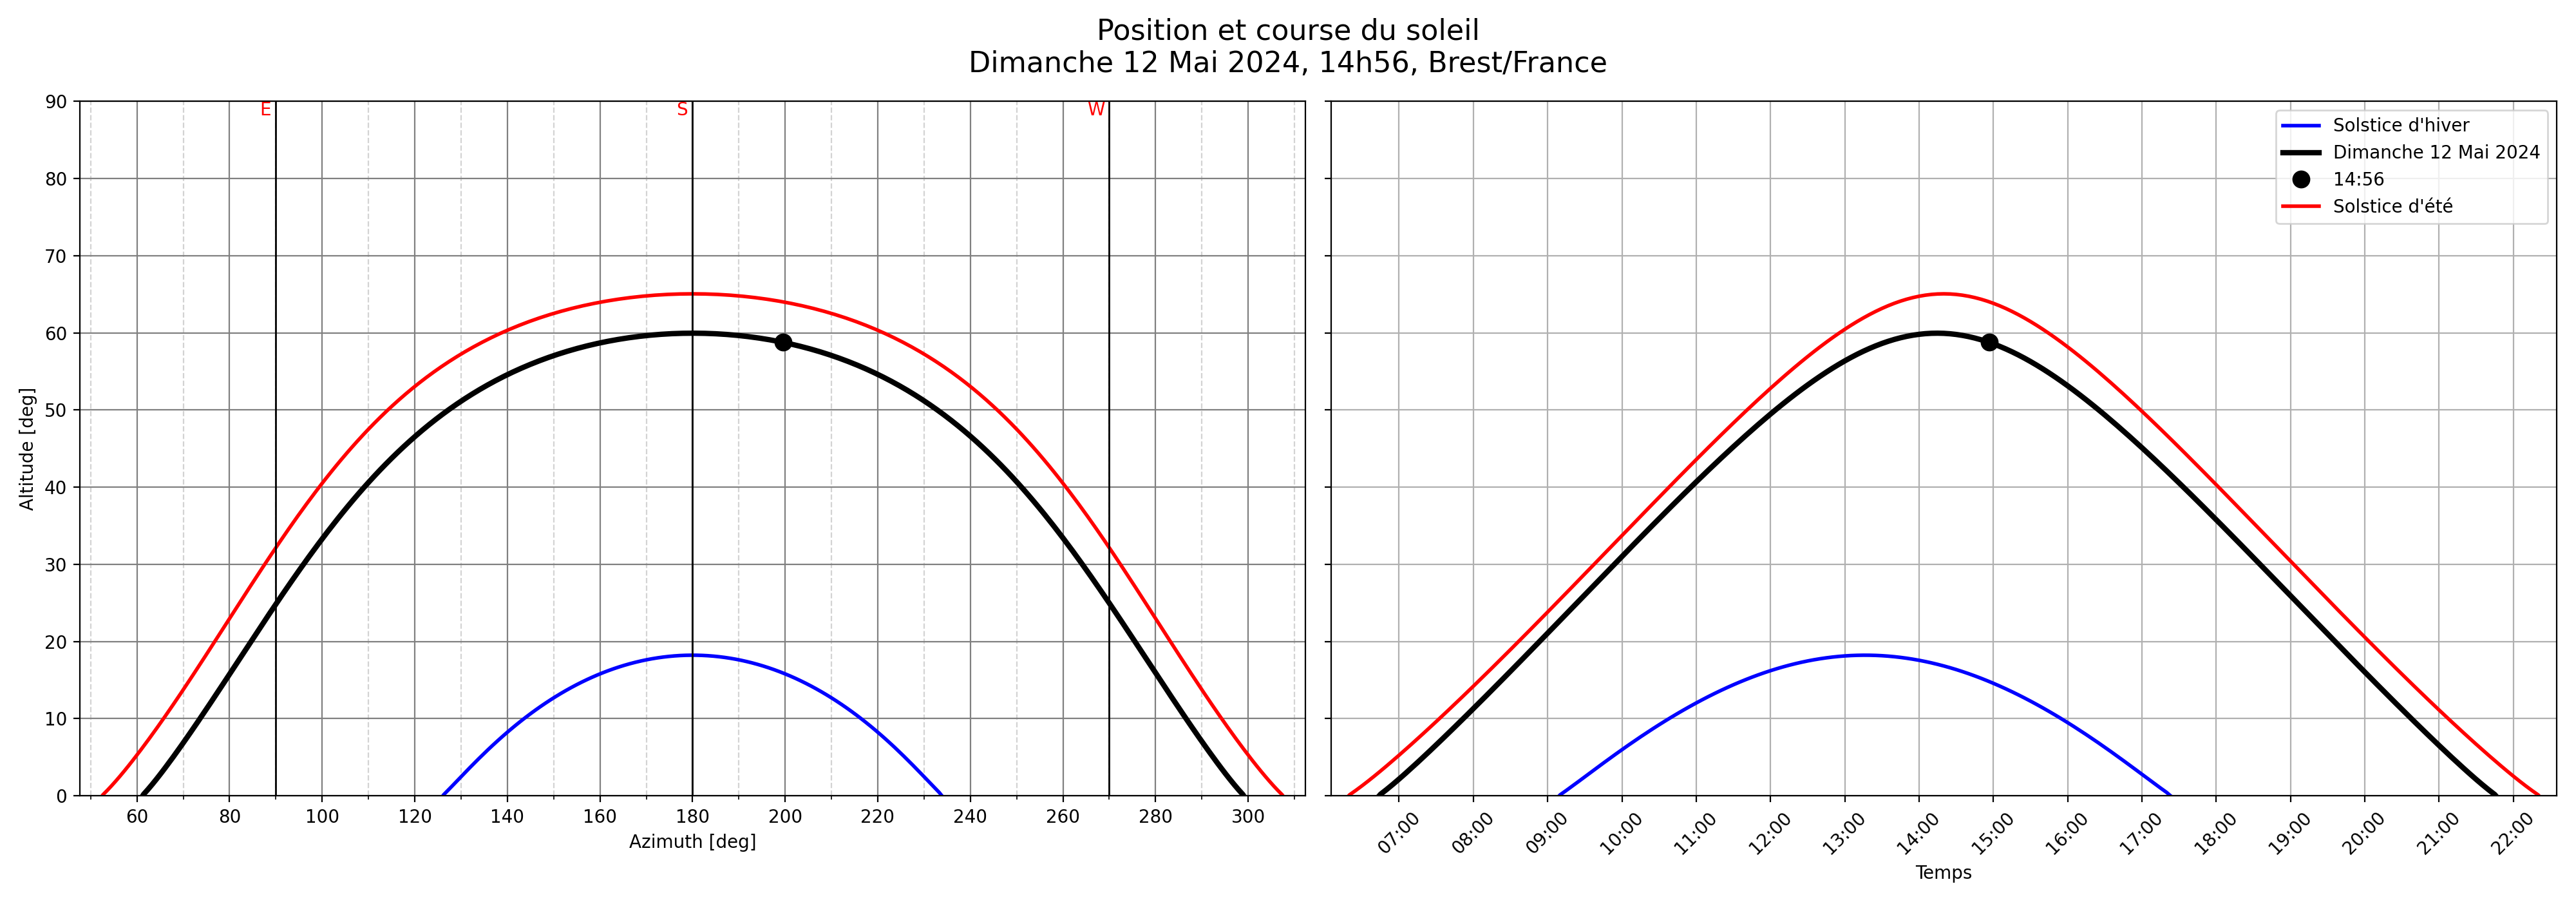 Position et course du soleil
Dimanche 12 Mai 2024, 14h56, Brest/France
Altitude [deg]
90
80
70
60
50
40
30
20
10
0
E
S
W
60 80 100 120 140 160 180 200 220 240 260 280 300
Azimuth [deg]
Solstice d'hiver
Dimanche 12 Mai 2024
14:56
Solstice d'été
07:00 08:00 09:00 10:00 11:00 12:00 13:00 14:00 15:00 16:00 17:00 18:00 19:00 20:00 21:00 22:00
Temps